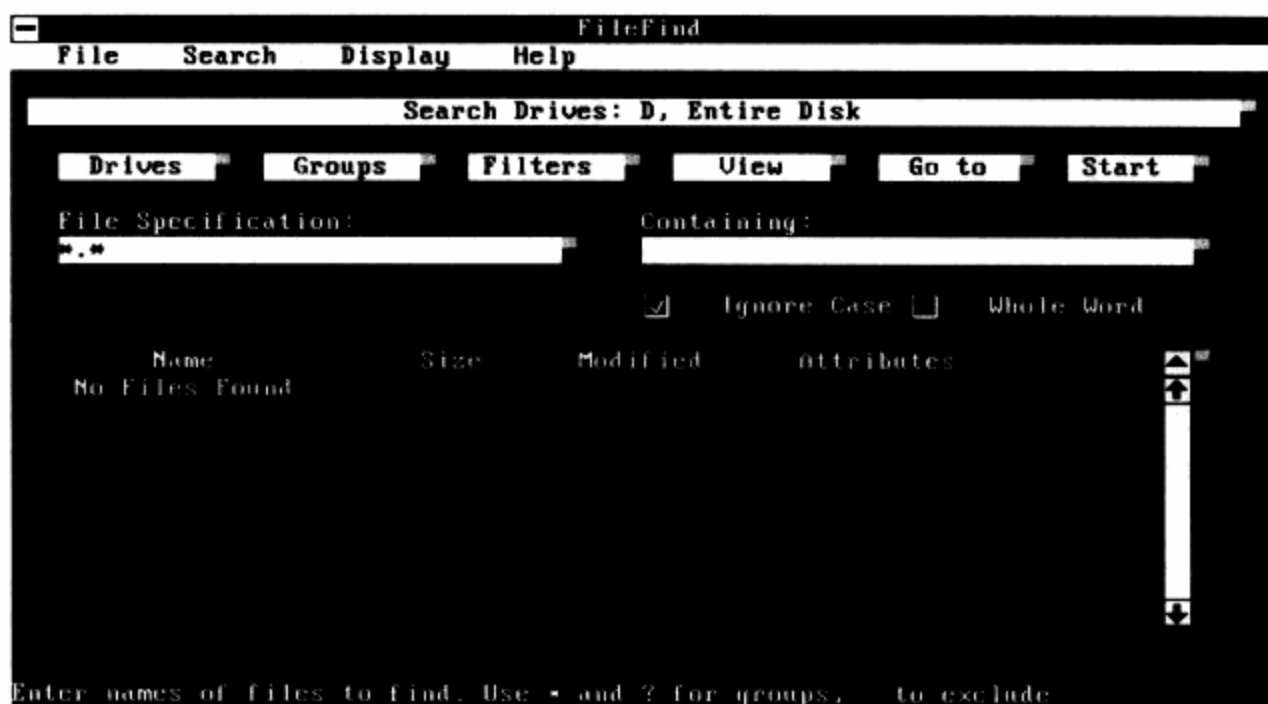 FileFind
File Search Display Help
Search Drives: D, Entire Disk
Drives Groups Filters View Go to Start
File Specification: Containing:
*.*
Ignore Case Whole Word
Name Size Modified Attributes
No Files Found
Enter names of files to find. Use * and ? for groups, to exclude